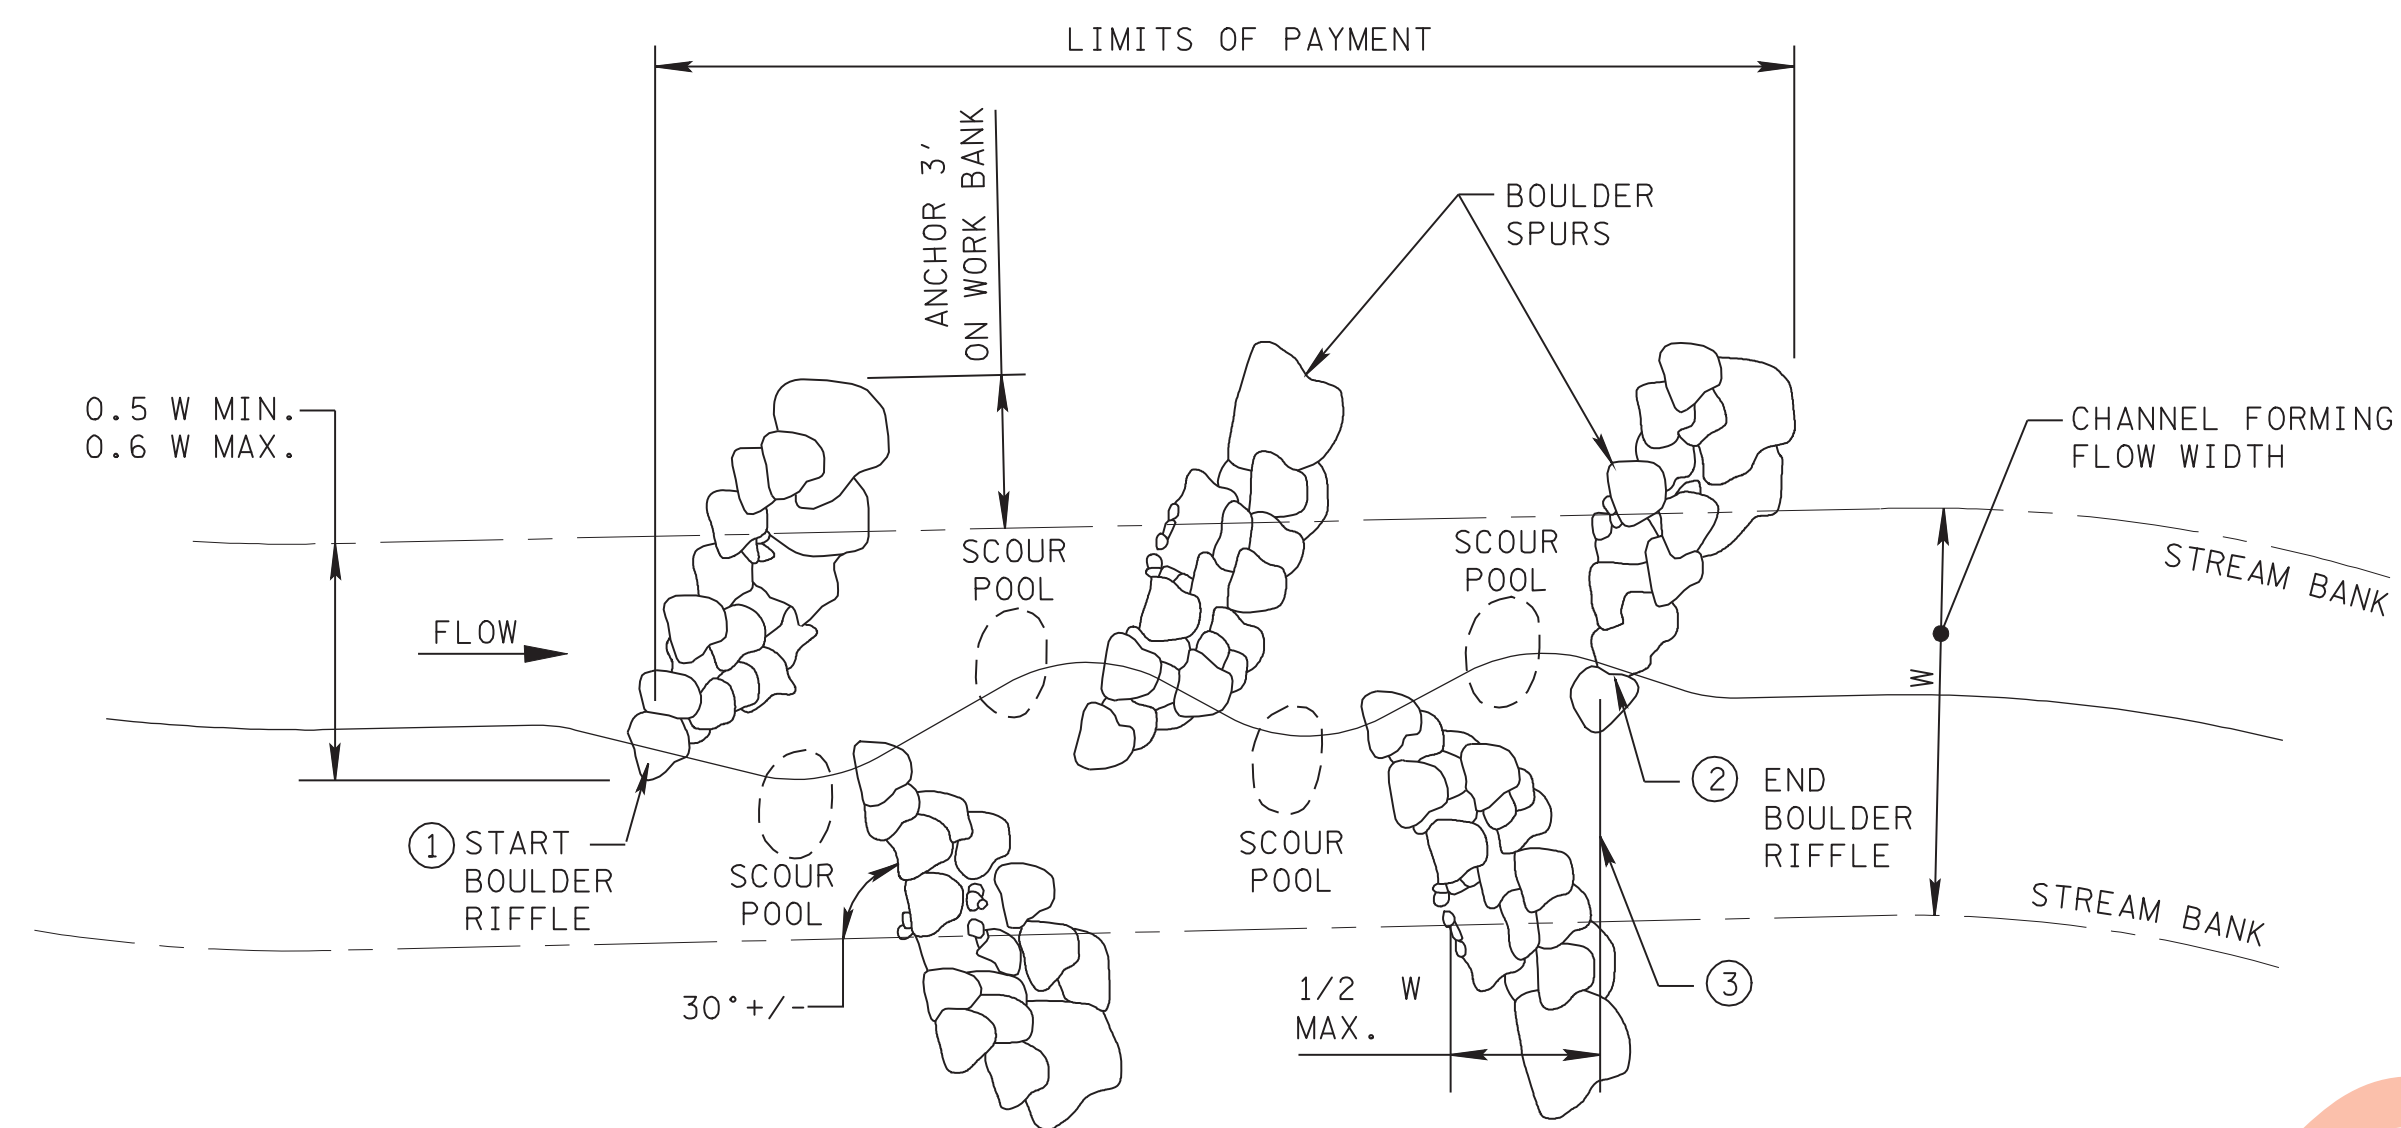 LIMITS OF PAYMENT
ANCHOR 3'
ON WORK BANK
BOULDER
SPURS
0.5 W MIN.
0.6 W MAX.
CHANNEL FORMING
FLOW WIDTH
SCOUR
POOL
SCOUR
POOL
STREAM BANK
FLOW
W
1 START
BOULDER
RIFFLE
SCOUR
POOL
SCOUR
POOL
2 END
BOULDER
RIFFLE
STREAM BANK
30°+/-
1/2 W
MAX.
3